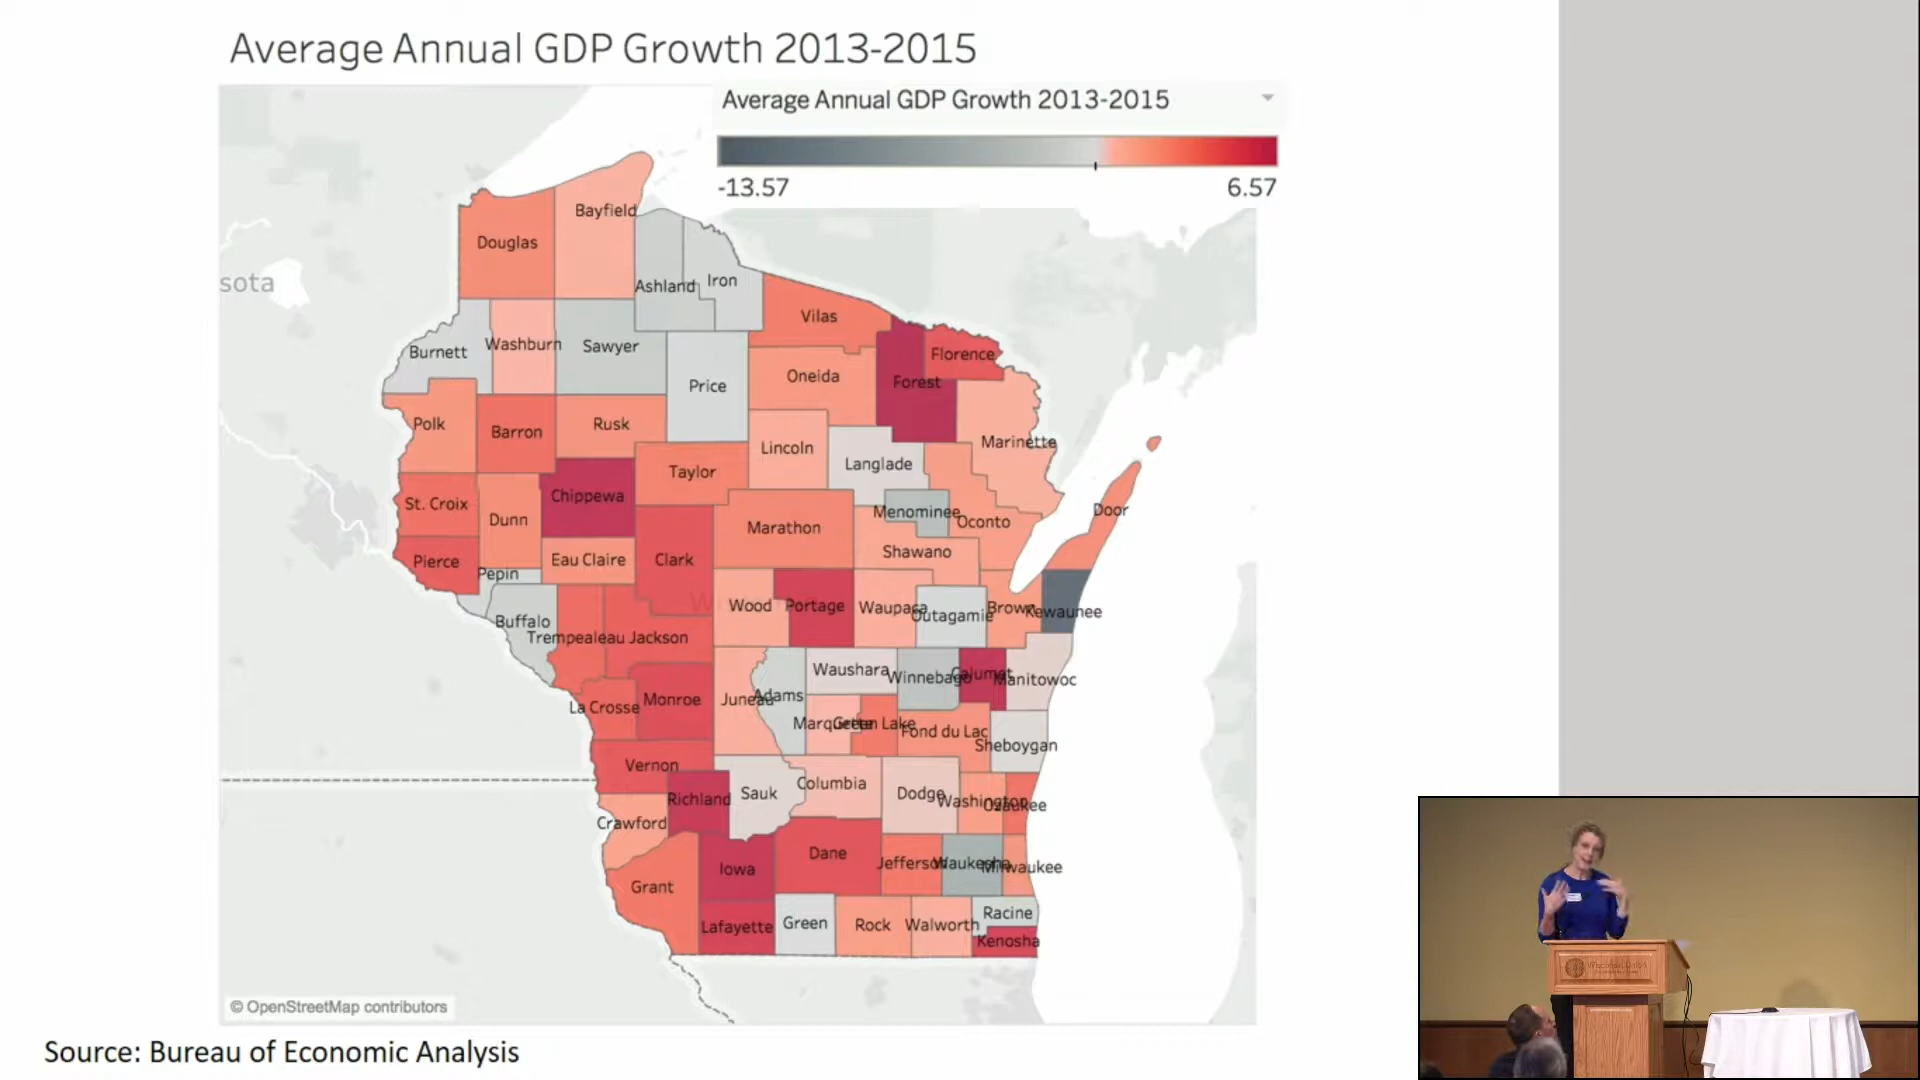 Average Annual GDP Growth 2013-2015
Average Annual GDP Growth 2013-2015
-13.57 6.57
Bayfield
Douglas
sota
Ashland Iron
Vilas
Burnett Washburn Sawyer
Florence
Price Oneida Forest
Polk Barron Rusk
Marinette
Lincoln
Langlade
Taylor
St. Croix Chippewa
Dunn
Menominee
Oconto
Door
Marathon
Shawano
Pierce Eau Claire Clark
Pepin
Wood Portage Waupaca Outagamie Brown Kewaunee
Buffalo
Trempealeau Jackson
Waushara Winnebago Calumet Manitowoc
La Crosse Monroe Juneau Adams
Marquette Green Lake Fond du Lac
Sheboygan
Vernon
Richland Sauk Columbia Dodge Washington Ozaukee
Crawford
Iowa Dane Jefferson Waukesha Milwaukee
Grant
Lafayette Green Rock Walworth Racine
Kenosha
© OpenStreetMap contributors
Source: Bureau of Economic Analysis
Wisconsin Union